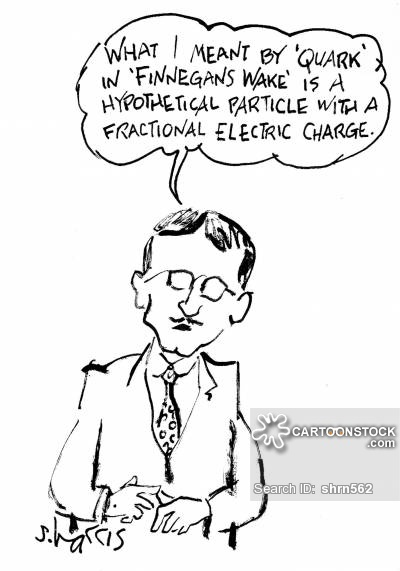 WHAT I MEANT BY 'QUARK'
IN 'FINNEGANS WAKE' IS A
HYPOTHETICAL PARTICLE WITH A
FRACTIONAL ELECTRIC CHARGE.
CARTOONSTOCK
.com
Search ID: shrn562
s.harris